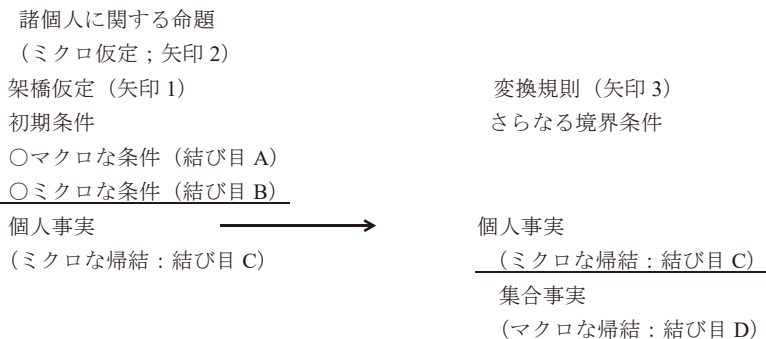 諸個人に関する命題
（ミクロ仮定；矢印 2）
架橋仮定（矢印 1）
初期条件
○マクロな条件（結び目 A）
○ミクロな条件（結び目 B）
個人事実
（ミクロな帰結：結び目 C）
変換規則（矢印 3）
さらなる境界条件
個人事実
（ミクロな帰結：結び目 C）
集合事実
（マクロな帰結：結び目 D）